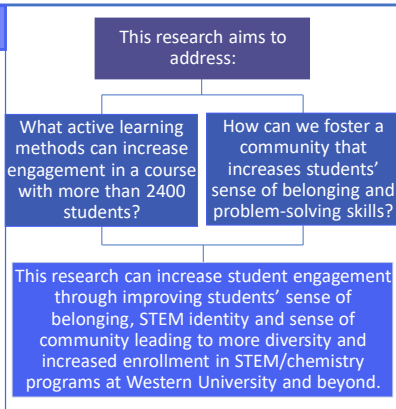 This research aims to
address:
What active learning
methods can increase
engagement in a course
with more than 2400
students?
How can we foster a
community that
increases students'
sense of belonging and
problem-solving skills?
This research can increase student engagement
through improving students' sense of
belonging, STEM identity and sense of
community leading to more diversity and
increased enrollment in STEM/chemistry
programs at Western University and beyond.